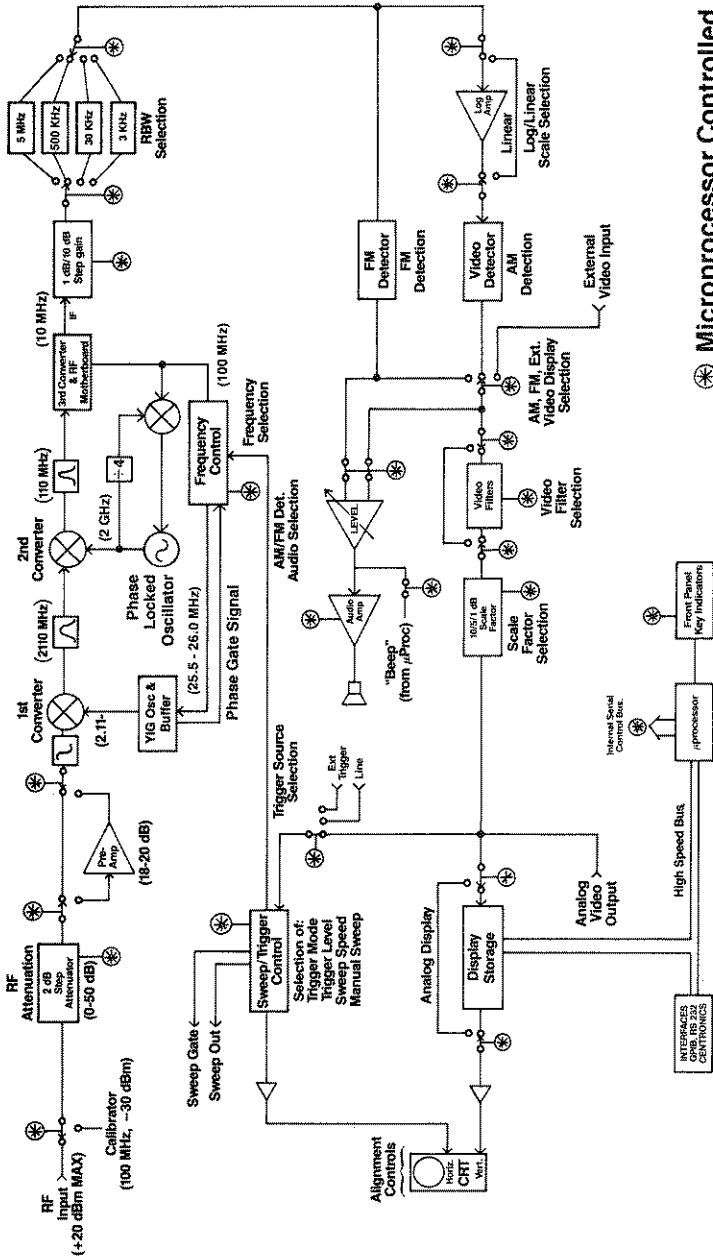 RF
Input
(+20 dBm MAX)
Calibrator
(100 MHz, −30 dBm)
RF
Attenuation
2 dB
Step
Attenuator
(0-50 dB)
Pre-
Amp
(18-20 dB)
1st
Converter
(2.11-
YIG Osc &
Buffer
(2110 MHz)
2nd
Converter
(2 GHz)
÷ 4
Phase
Locked
Oscillator
(25.5 - 26.0 MHz)
Phase Gate Signal
(110 MHz)
3rd Converter
& RF
Motherboard
(10 MHz)
IF
(100 MHz)
Frequency
Control
Frequency
Selection
1 dB/10 dB
Step gain
5 MHz
500 KHz
30 KHz
3 KHz
RBW
Selection
Sweep Gate
Sweep Out
Sweep/Trigger
Control
Selection of:
Trigger Mode
Trigger Level
Sweep Speed
Manual Sweep
Trigger Source
Selection
Ext
Trigger
Line
AM/FM Det.
Audio Selection
LEVEL
Audio
Amp
"Beep"
(from µProc)
FM
Detector
FM
Detection
Log
Amp
Linear
Log/Linear
Scale Selection
Video
Detector
AM
Detection
External
Video Input
AM, FM, Ext.
Video Display
Selection
Video
Filters
Video
Filter
Selection
10/5/1 dB
Scale
Factor
Scale
Factor
Selection
Analog
Video
Output
Analog Display
Display
Storage
Alignment
Controls
Horiz.
CRT
Vert.
High Speed Bus
INTERFACES
GPIB, RS 232
CENTRONICS
Internal Serial
Control Bus.
µprocessor
Front Panel
Key Indicators
Microprocessor Controlled